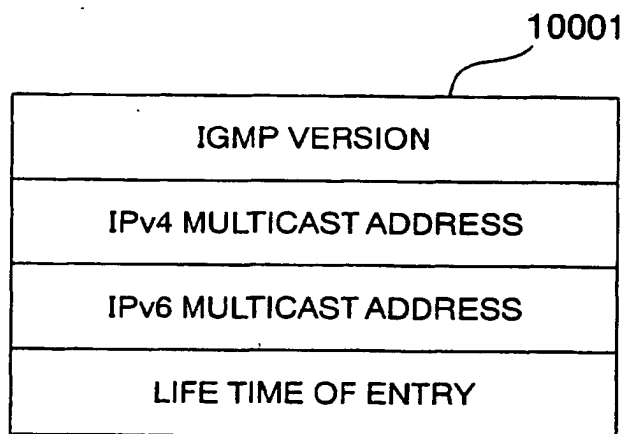 10001
IGMP VERSION
IPv4 MULTICAST ADDRESS
IPv6 MULTICAST ADDRESS
LIFE TIME OF ENTRY